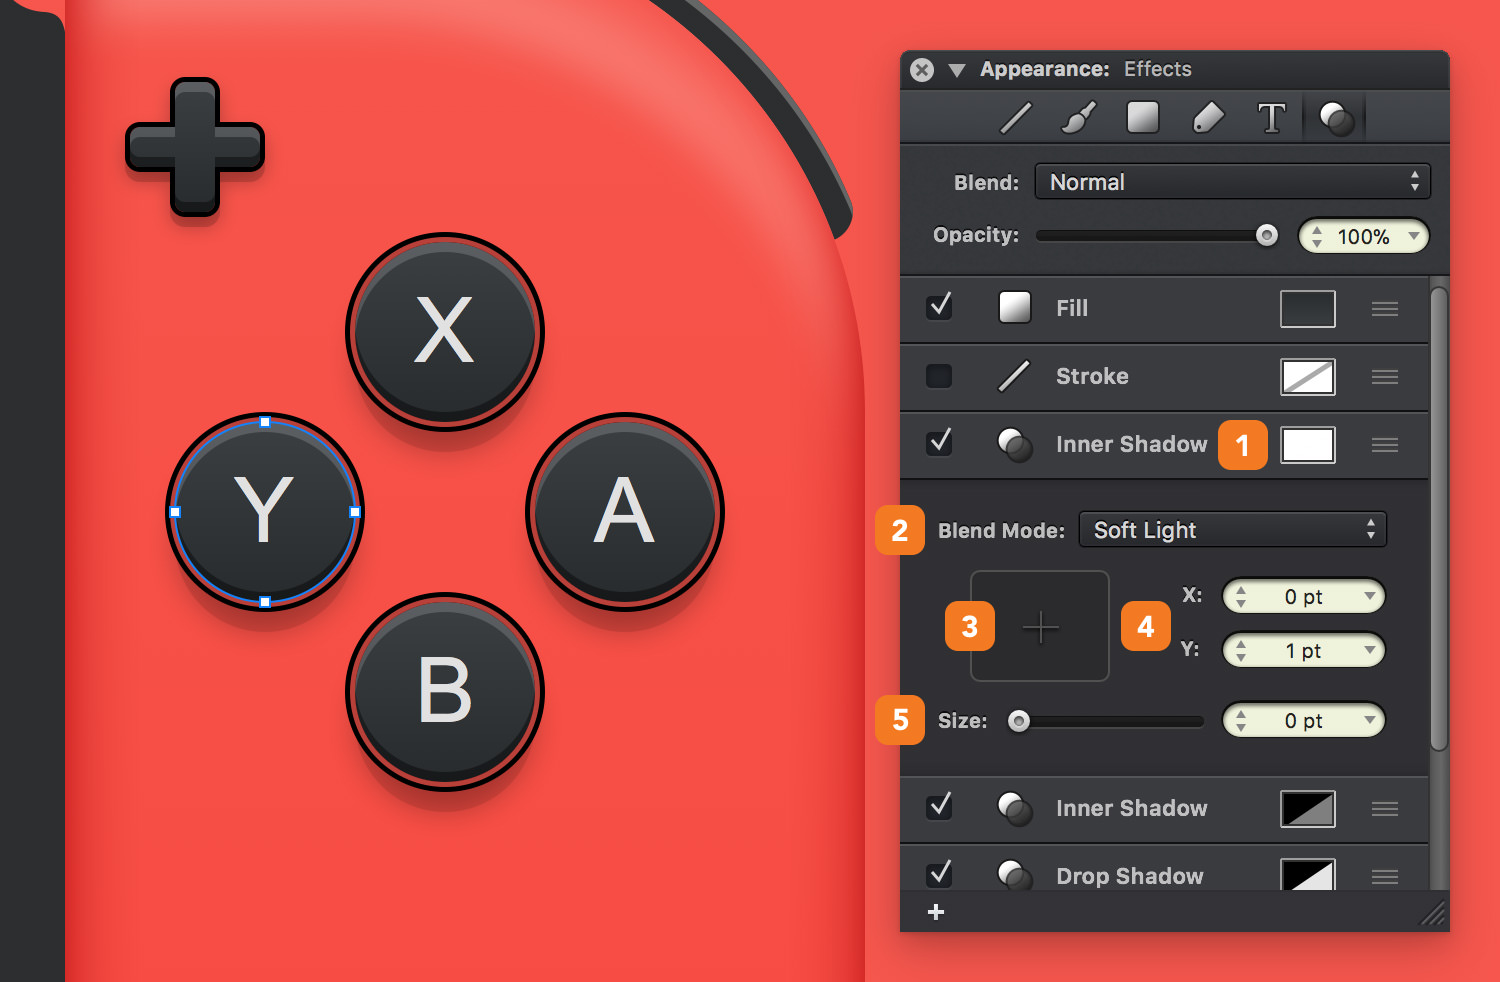 X
Y
A
B
Appearance: Effects
T
Blend: Normal
Opacity: 100%
Fill
Stroke
Inner Shadow 1
2 Blend Mode: Soft Light
3
4
X: 0 pt
Y: 1 pt
5 Size: 0 pt
Inner Shadow
Drop Shadow